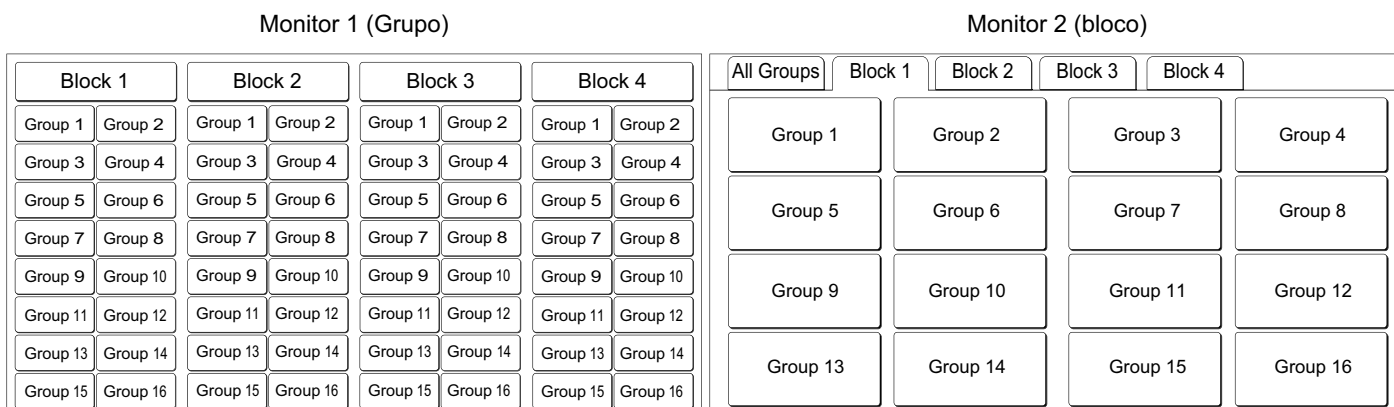 Monitor 1 (Grupo)
Block 1 Block 2 Block 3 Block 4
Group 1 Group 2 Group 1 Group 2 Group 1 Group 2 Group 1 Group 2
Group 3 Group 4 Group 3 Group 4 Group 3 Group 4 Group 3 Group 4
Group 5 Group 6 Group 5 Group 6 Group 5 Group 6 Group 5 Group 6
Group 7 Group 8 Group 7 Group 8 Group 7 Group 8 Group 7 Group 8
Group 9 Group 10 Group 9 Group 10 Group 9 Group 10 Group 9 Group 10
Group 11 Group 12 Group 11 Group 12 Group 11 Group 12 Group 11 Group 12
Group 13 Group 14 Group 13 Group 14 Group 13 Group 14 Group 13 Group 14
Group 15 Group 16 Group 15 Group 16 Group 15 Group 16 Group 15 Group 16
Monitor 2 (bloco)
All Groups Block 1 Block 2 Block 3 Block 4
Group 1 Group 2 Group 3 Group 4
Group 5 Group 6 Group 7 Group 8
Group 9 Group 10 Group 11 Group 12
Group 13 Group 14 Group 15 Group 16